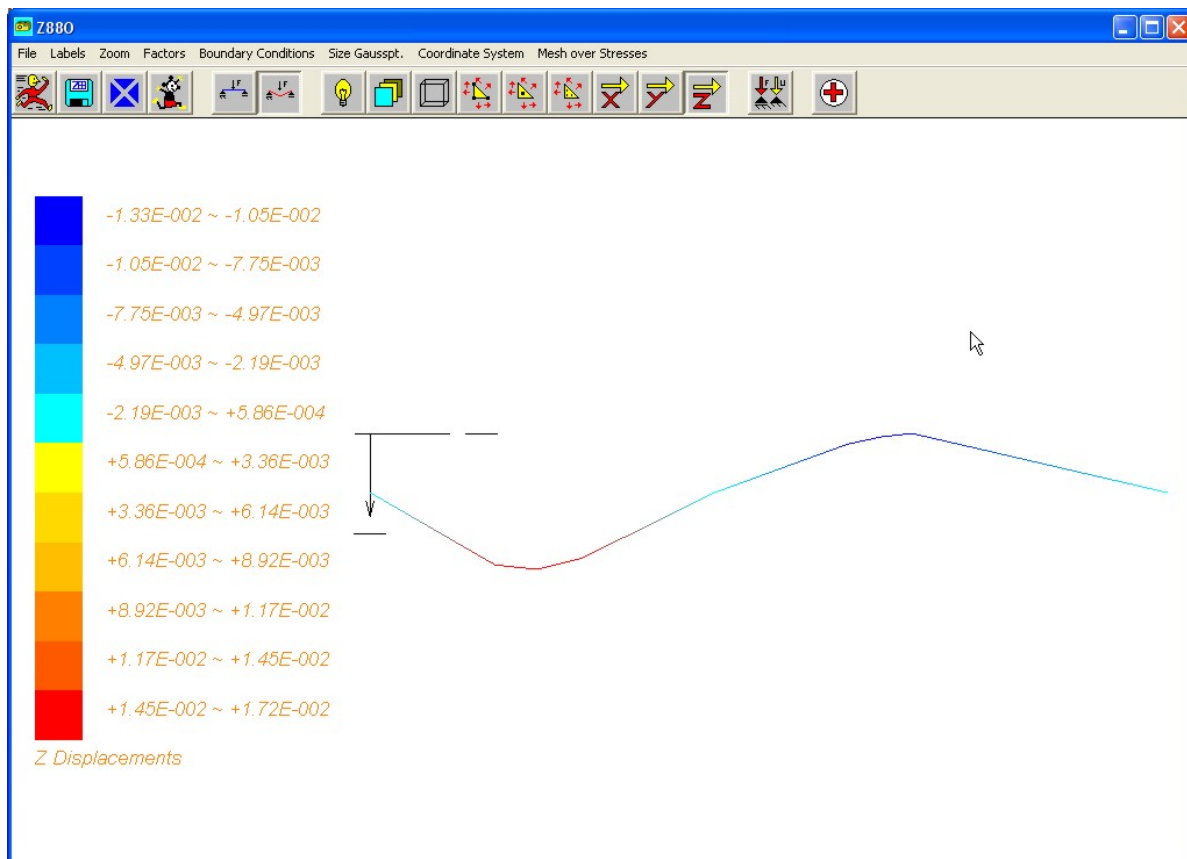 Z88O
File Labels Zoom Factors Boundary Conditions Size Gausspt. Coordinate System Mesh over Stresses
X Y Z F U
-1.33E-002 ~ -1.05E-002
-1.05E-002 ~ -7.75E-003
-7.75E-003 ~ -4.97E-003
-4.97E-003 ~ -2.19E-003
-2.19E-003 ~ +5.86E-004
+5.86E-004 ~ +3.36E-003
+3.36E-003 ~ +6.14E-003
+6.14E-003 ~ +8.92E-003
+8.92E-003 ~ +1.17E-002
+1.17E-002 ~ +1.45E-002
+1.45E-002 ~ +1.72E-002
Z Displacements